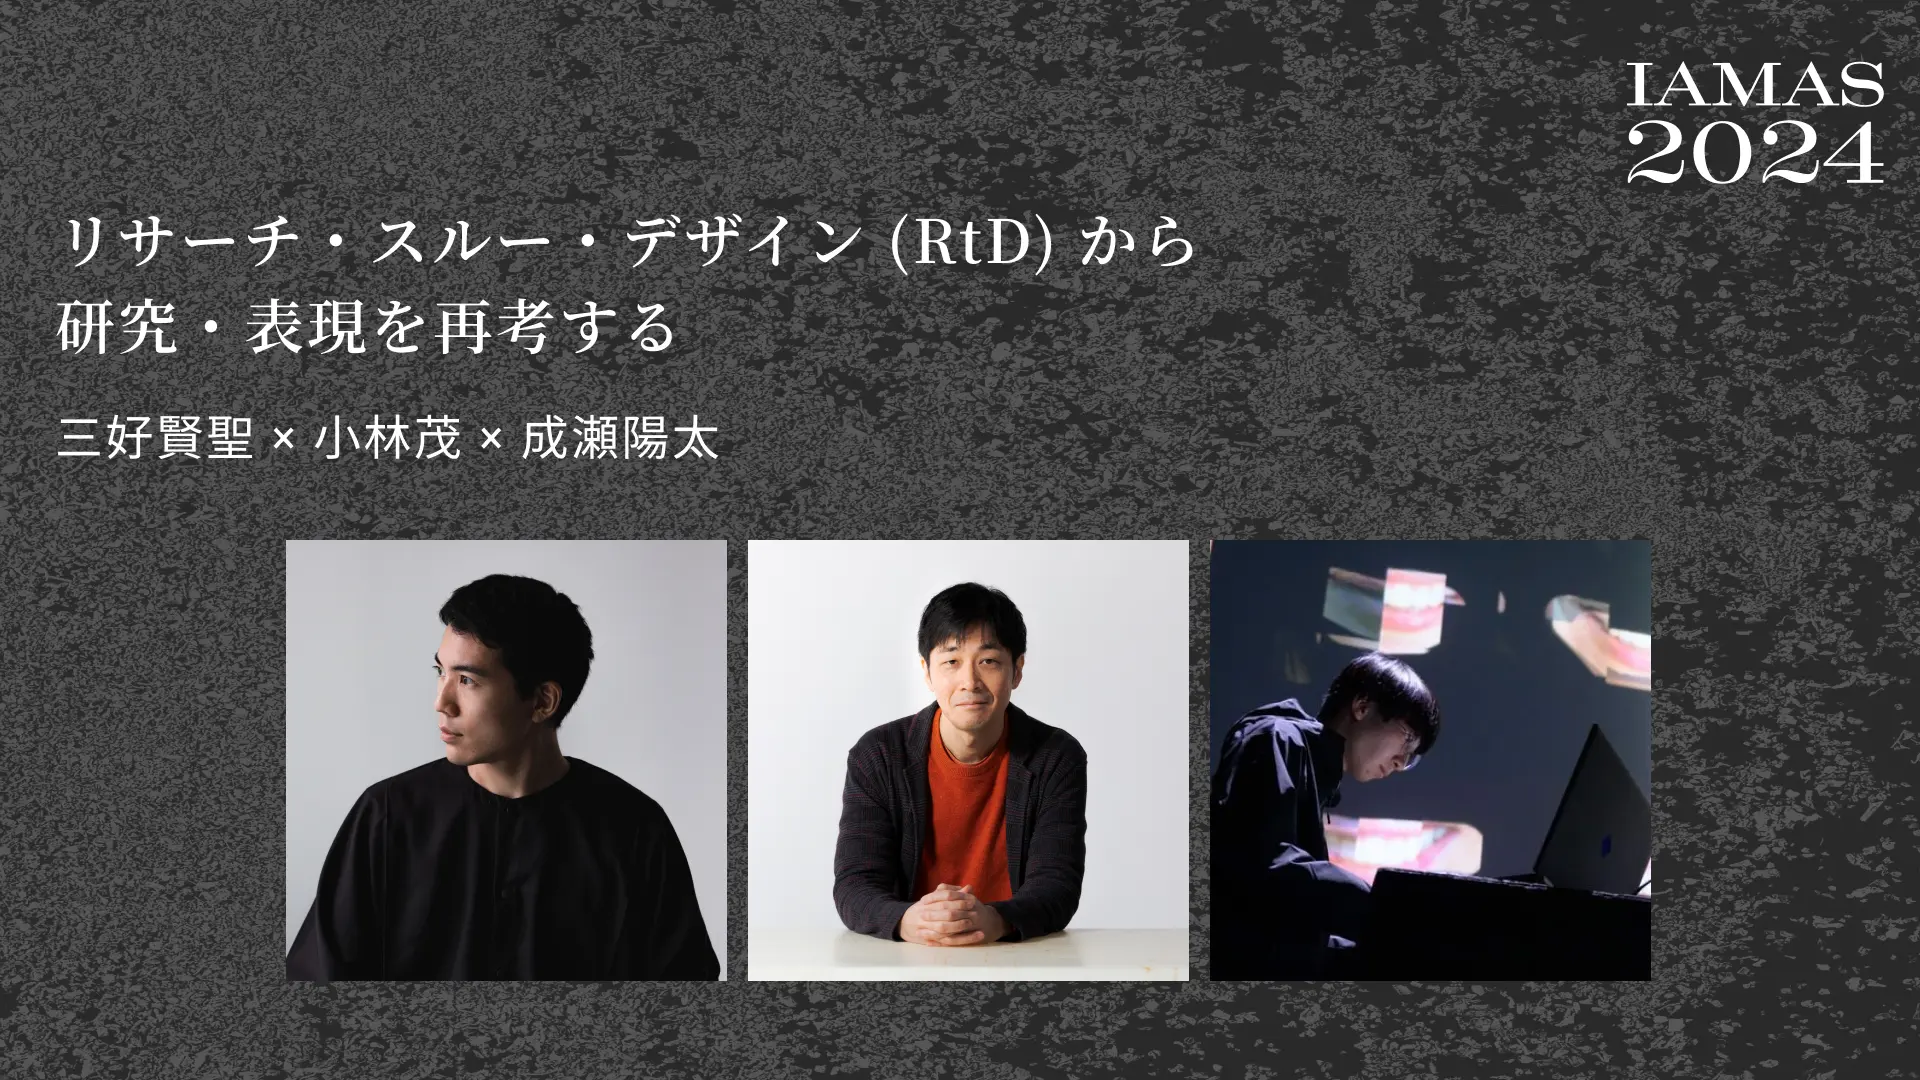 IAMAS
2024
リサーチ・スルー・デザイン (RtD) から
研究・表現を再考する
三好賢聖 × 小林茂 × 成瀬陽太